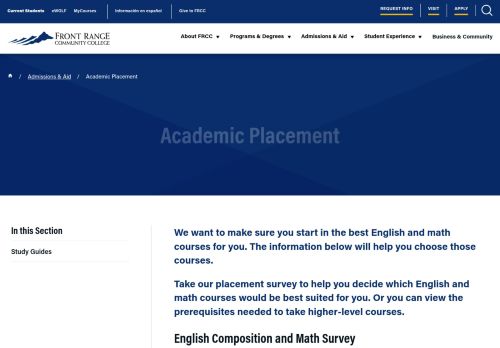 Current Students eWOLF MyCourses Información en español Give to FRCC REQUEST INFO VISIT APPLY
FRONT RANGE
COMMUNITY COLLEGE
About FRCC Programs & Degrees Admissions & Aid Student Experience Business & Community
/ Admissions & Aid / Academic Placement
Academic Placement
In this Section
Study Guides
We want to make sure you start in the best English and math
courses for you. The information below will help you choose those
courses.
Take our placement survey to help you decide which English and
math courses would be best suited for you. Or you can view the
prerequisites needed to take higher-level courses.
English Composition and Math Survey